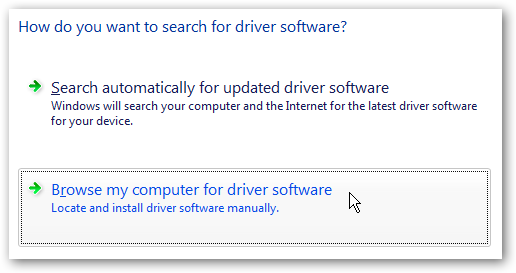 How do you want to search for driver software?
Search automatically for updated driver software
Windows will search your computer and the Internet for the latest driver software
for your device.
Browse my computer for driver software
Locate and install driver software manually.